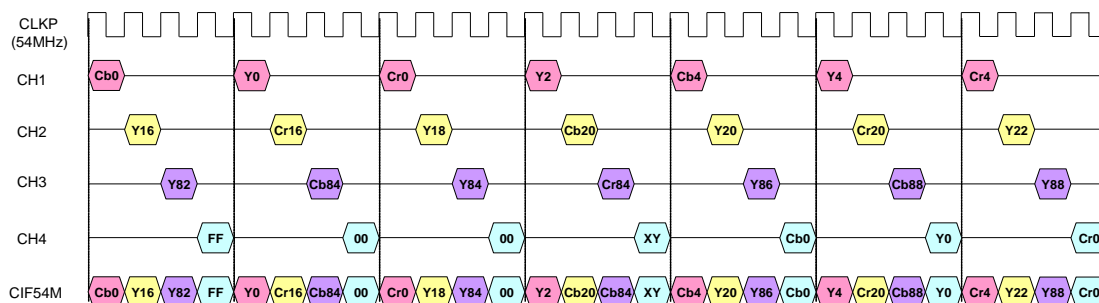 CLKP
(54MHz)
CH1 Cb0 Y0 Cr0 Y2 Cb4 Y4 Cr4
CH2 Y16 Cr16 Y18 Cb20 Y20 Cr20 Y22
CH3 Y82 Cb84 Y84 Cr84 Y86 Cb88 Y88
CH4 FF 00 00 XY Cb0 Y0 Cr0
CIF54M Cb0 Y16 Y82 FF Y0 Cr16 Cb84 00 Cr0 Y18 Y84 00 Y2 Cb20 Cb84 XY Cb4 Y20 Y86 Cb0 Y4 Cr20 Cb88 Y0 Cr4 Y22 Y88 Cr0